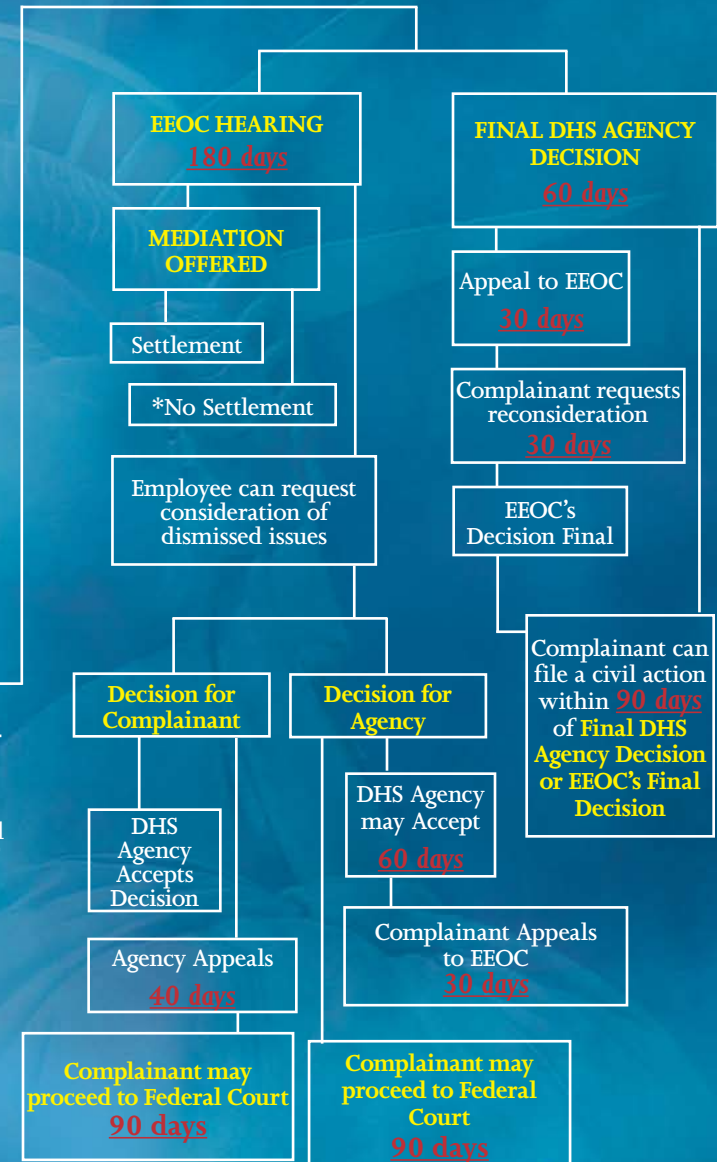 EEOC HEARING
180 days
MEDIATION
OFFERED
Settlement
*No Settlement
Employee can request
consideration of
dismissed issues
Decision for
Complainant
DHS
Agency
Accepts
Decision
Agency Appeals
40 days
Complainant may
proceed to Federal Court
90 days
Decision for
Agency
DHS Agency
may Accept
60 days
Complainant Appeals
to EEOC
30 days
Complainant may
proceed to Federal
Court
90 days
FINAL DHS AGENCY
DECISION
60 days
Appeal to EEOC
30 days
Complainant requests
reconsideration
30 days
EEOC's
Decision Final
Complainant can
file a civil action
within 90 days
of Final DHS
Agency Decision
or EEOC's Final
Decision